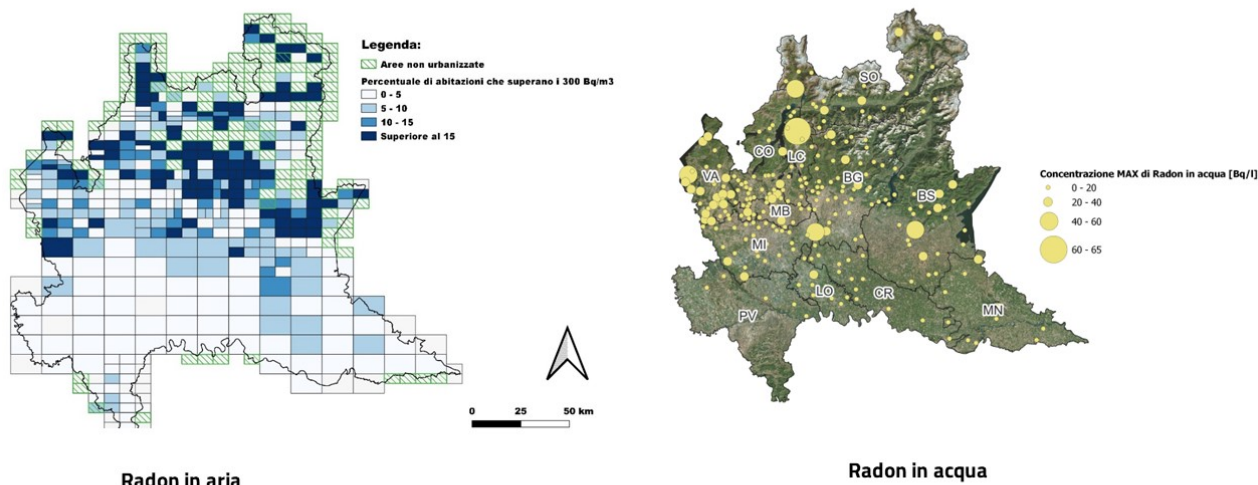 Legenda:
Aree non urbanizzate
Percentuale di abitazioni che superano i 300 Bq/m3
0 - 5
5 - 10
10 - 15
Superiore al 15
0 25 50 km
Radon in aria
SO
CO
LC
VA
BG
BS
MB
MI
LO
CR
PV
MN
Concentrazione MAX di Radon in acqua [Bq/l]
0 - 20
20 - 40
40 - 60
60 - 65
Radon in acqua